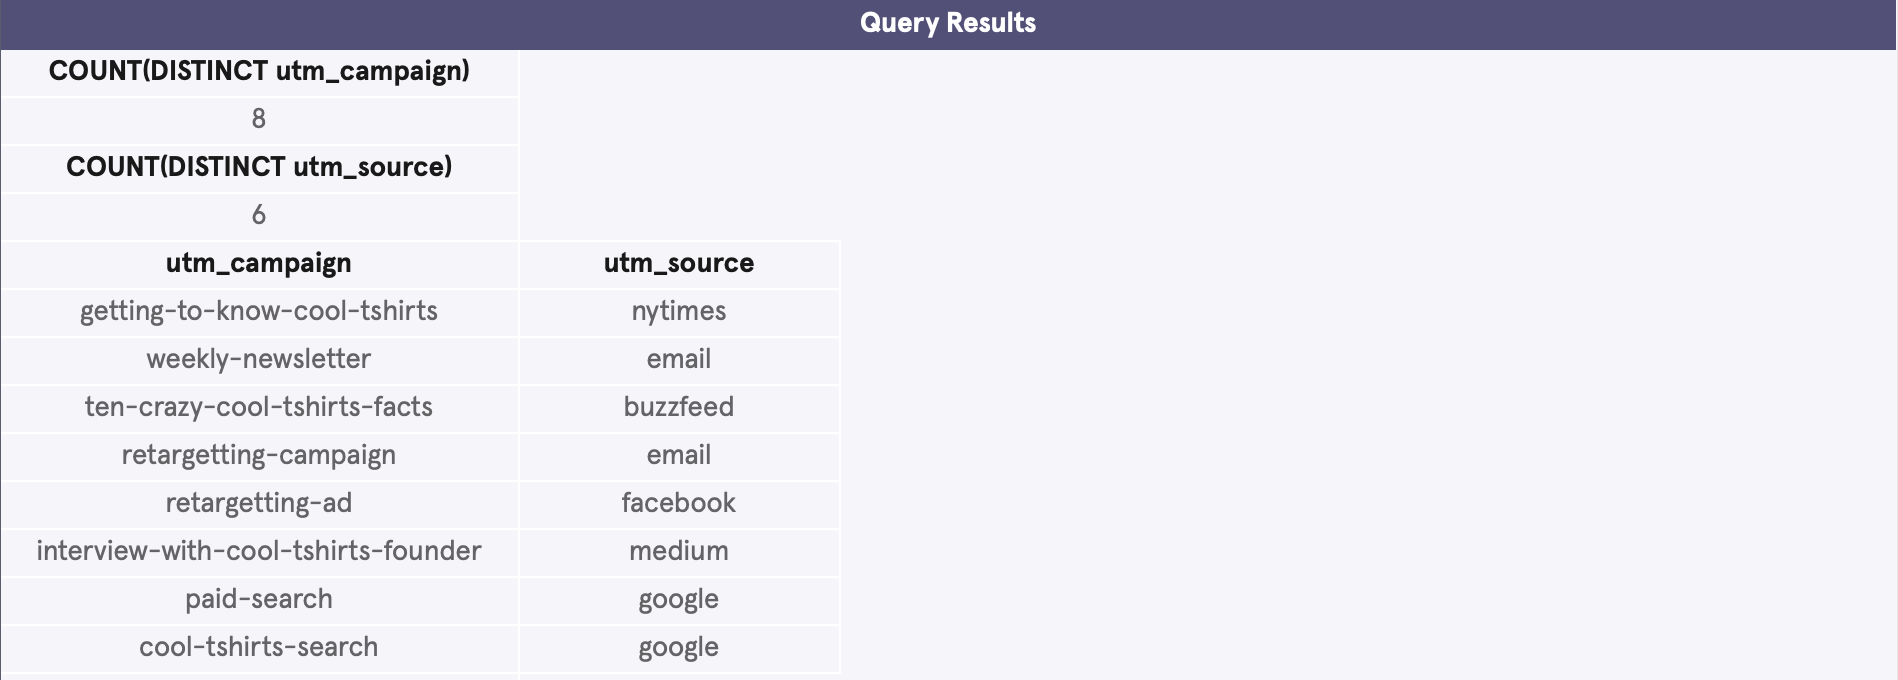 Query Results
COUNT(DISTINCT utm_campaign)
8
COUNT(DISTINCT utm_source)
6
utm_campaign utm_source
getting-to-know-cool-tshirts nytimes
weekly-newsletter email
ten-crazy-cool-tshirts-facts buzzfeed
retargetting-campaign email
retargetting-ad facebook
interview-with-cool-tshirts-founder medium
paid-search google
cool-tshirts-search google